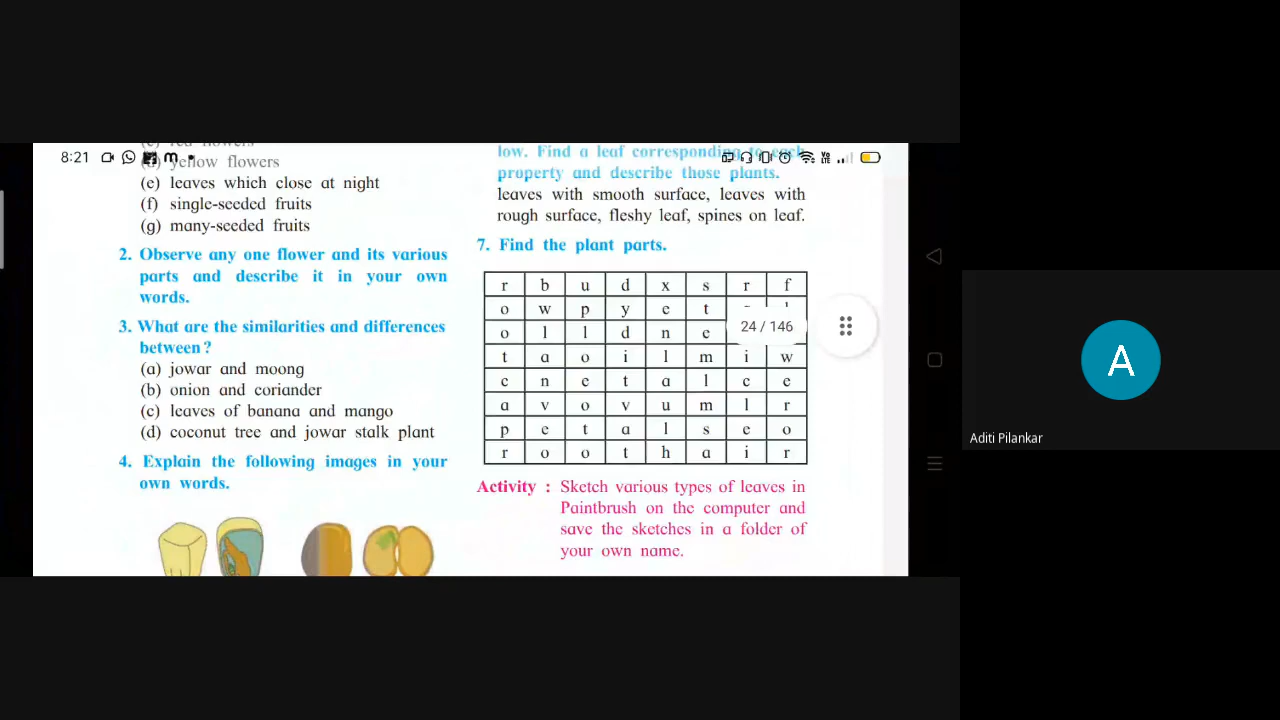 8:21
yellow flowers
(e) leaves which close at night
(f) single-seeded fruits
(g) many-seeded fruits
2. Observe any one flower and its various
parts and describe it in your own
words.
3. What are the similarities and differences
between?
(a) jowar and moong
(b) onion and coriander
(c) leaves of banana and mango
(d) coconut tree and jowar stalk plant
4. Explain the following images in your
own words.
low. Find a leaf corresponding to each
property and describe those plants.
leaves with smooth surface, leaves with
rough surface, fleshy leaf, spines on leaf.
7. Find the plant parts.
r b u d x s r f
o w p y e t
o l l d n e
t a o i l m i w
c n e t a l c e
a v o v u m l r
p e t a l s e o
r o o t h a i r
24 / 146
Activity : Sketch various types of leaves in
Paintbrush on the computer and
save the sketches in a folder of
your own name.
A
Aditi Pilankar